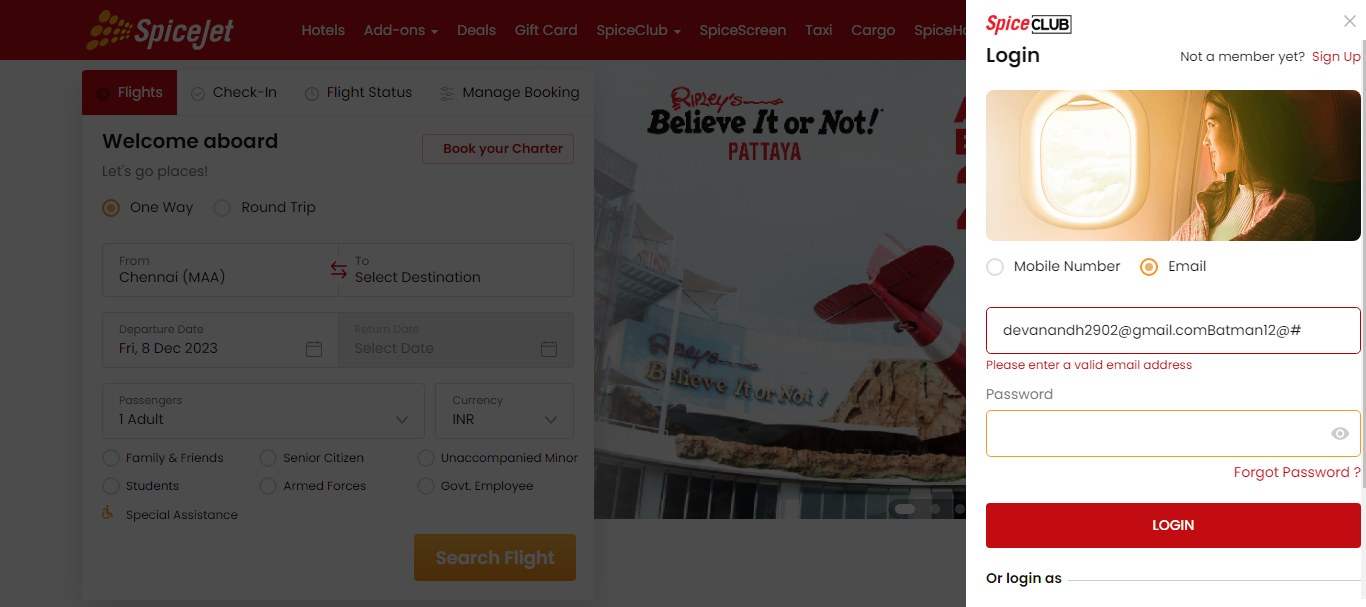 SpiceJet
Hotels Add-ons Deals Gift Card SpiceClub SpiceScreen Taxi Cargo
Flights Check-In Flight Status Manage Booking
Welcome aboard
Book your Charter
Let's go places!
One Way Round Trip
From To
Chennai (MAA) Select Destination
Departure Date Return Date
Fri, 8 Dec 2023 Select Date
Passengers Currency
1 Adult INR
Family & Friends Senior Citizen Unaccompanied Minor
Students Armed Forces Govt. Employee
Special Assistance
Search Flight
Ripley's
Believe It or Not!
PATTAYA
Ripley's
Believe It or Not!
SpiceCLUB
Login
Not a member yet? Sign Up
Mobile Number Email
devanandh2902@gmail.comBatman12@#
Please enter a valid email address
Password
Forgot Password ?
LOGIN
Or login as